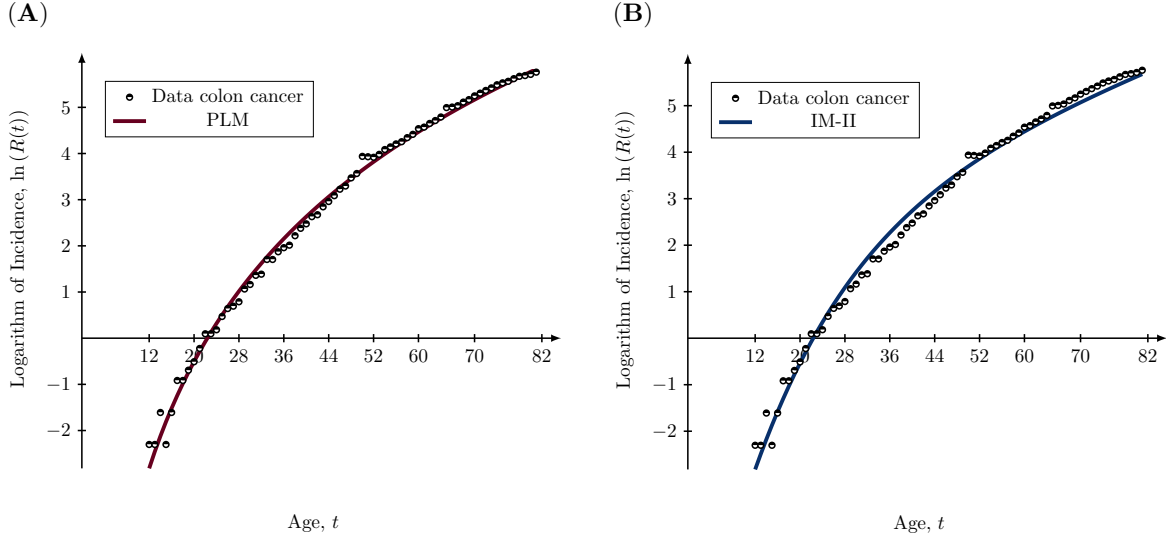 (A)
Logarithm of Incidence, ln (R(t))
5
4
3
2
1
−1
−2
Data colon cancer
PLM
12 20 28 36 44 52 60 70 82
Age, t
(B)
Logarithm of Incidence, ln (R(t))
5
4
3
2
1
−1
−2
Data colon cancer
IM-II
12 20 28 36 44 52 60 70 82
Age, t